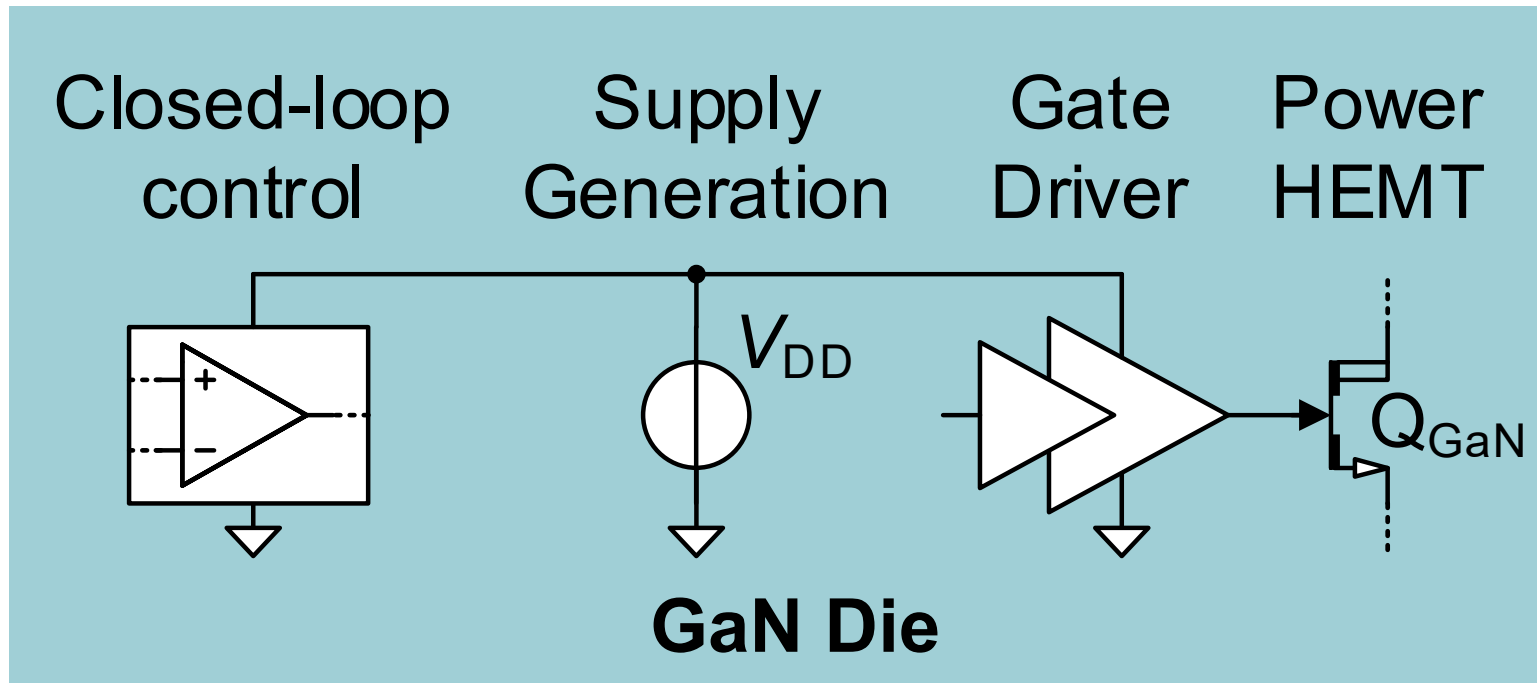 Closed-loop
control
Supply
Generation
Gate
Driver
Power
HEMT
+
−
VDD
QGaN
GaN Die